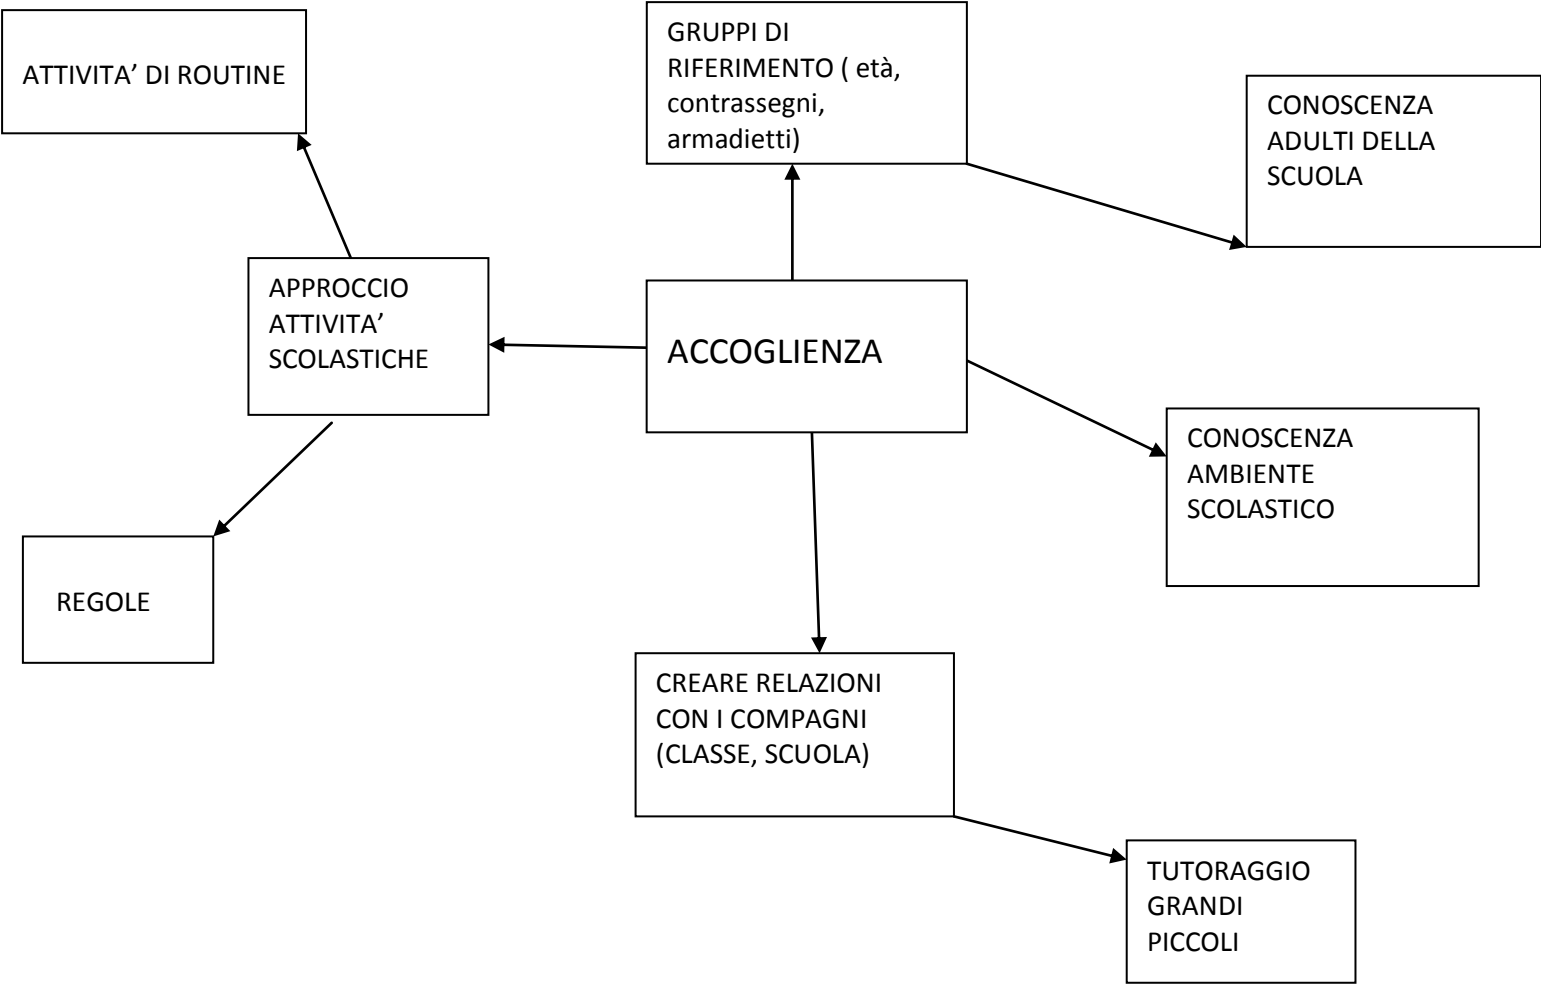 ATTIVITA’ DI ROUTINE
GRUPPI DI
RIFERIMENTO ( età,
contrassegni,
armadietti)
CONOSCENZA
ADULTI DELLA
SCUOLA
APPROCCIO
ATTIVITA’
SCOLASTICHE
ACCOGLIENZA
CONOSCENZA
AMBIENTE
SCOLASTICO
REGOLE
CREARE RELAZIONI
CON I COMPAGNI
(CLASSE, SCUOLA)
TUTORAGGIO
GRANDI
PICCOLI